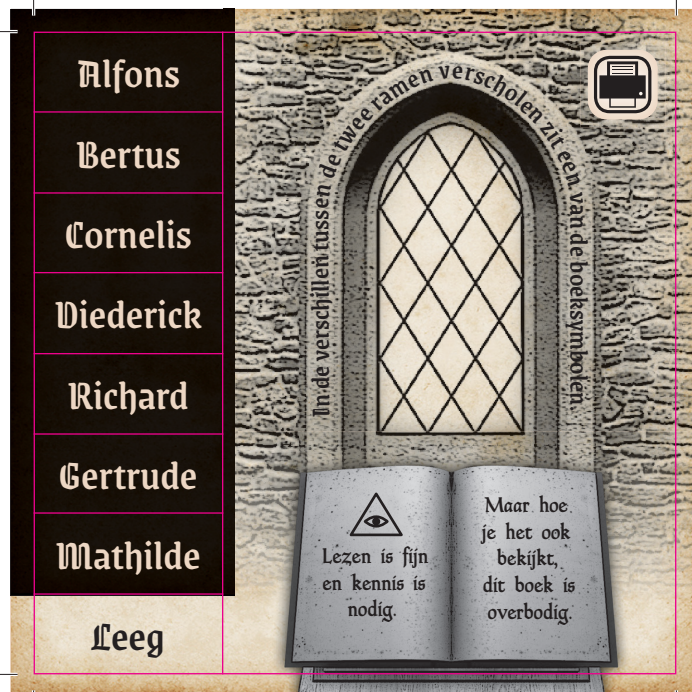 Alfons
Bertus
Cornelis
Diederick
Richard
Gertrude
Mathilde
Leeg
In de verschillen tussen de twee ramen verscholen zit een van de boeksymbolen.
Lezen is fijn
en kennis is
nodig.
Maar hoe
je het ook
bekijkt,
dit boek is
overbodig.